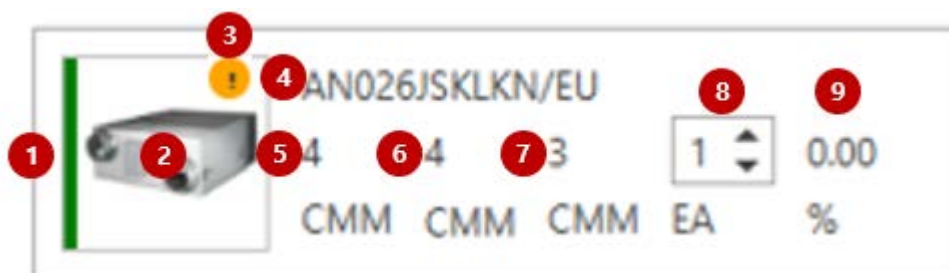 3
! 4 AN026JSKLKN/EU 8 9
1 2 5 4 6 4 7 3 1 0.00
CMM CMM CMM EA %